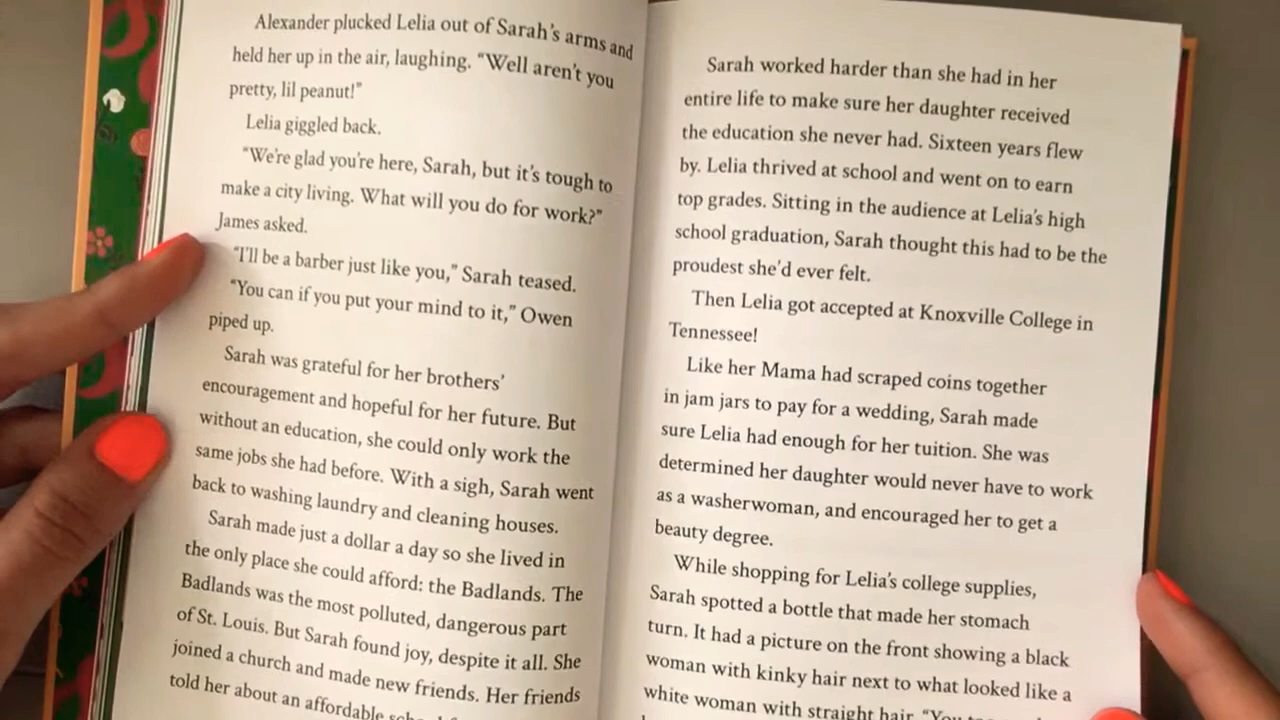 Alexander plucked Lelia out of Sarah's arms and
held her up in the air, laughing. “Well aren't you
pretty, lil peanut!”
Lelia giggled back.
“We're glad you're here, Sarah, but it's tough to
make a city living. What will you do for work?”
James asked.
“I'll be a barber just like you,” Sarah teased.
“You can if you put your mind to it,” Owen
piped up.
Sarah was grateful for her brothers'
encouragement and hopeful for her future. But
without an education, she could only work the
same jobs she had before. With a sigh, Sarah went
back to washing laundry and cleaning houses.
Sarah made just a dollar a day so she lived in
the only place she could afford: the Badlands. The
Badlands was the most polluted, dangerous part
of St. Louis. But Sarah found joy, despite it all. She
joined a church and made new friends. Her friends
told her about an affordable
Sarah worked harder than she had in her
entire life to make sure her daughter received
the education she never had. Sixteen years flew
by. Lelia thrived at school and went on to earn
top grades. Sitting in the audience at Lelia's high
school graduation, Sarah thought this had to be the
proudest she'd ever felt.
Then Lelia got accepted at Knoxville College in
Tennessee!
Like her Mama had scraped coins together
in jam jars to pay for a wedding, Sarah made
sure Lelia had enough for her tuition. She was
determined her daughter would never have to work
as a washerwoman, and encouraged her to get a
beauty degree.
While shopping for Lelia's college supplies,
Sarah spotted a bottle that made her stomach
turn. It had a picture on the front showing a black
woman with kinky hair next to what looked like a
white woman with straight hair. “You